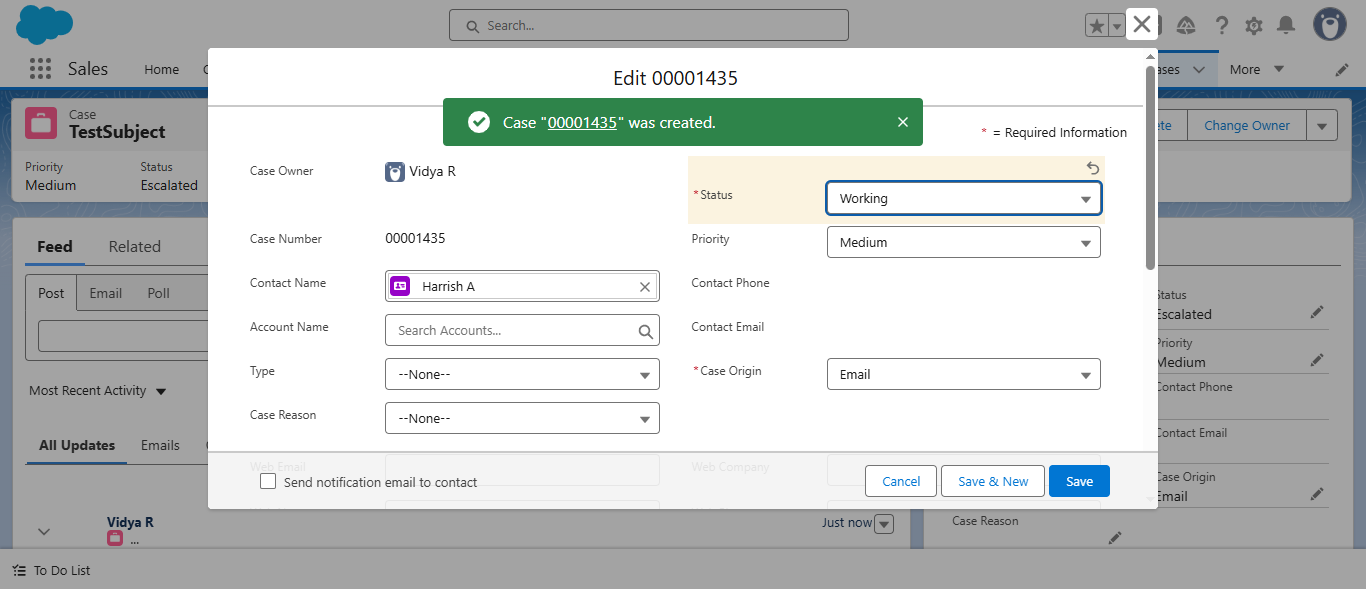 Search...
Sales
Home
ases
More
Edit 00001435
Case "00001435" was created.
* = Required Information
Case
TestSubject
Priority
Medium
Status
Escalated
te
Change Owner
Case Owner
Vidya R
*Status
Working
Case Number
00001435
Priority
Medium
Contact Name
Harrish A
Contact Phone
Account Name
Search Accounts...
Contact Email
Type
--None--
*Case Origin
Email
Case Reason
--None--
Web Email
Web Company
Send notification email to contact
Cancel
Save & New
Save
Feed
Related
Post
Email
Poll
Most Recent Activity
All Updates
Emails
Vidya R
...
Just now
Status
Escalated
Priority
Medium
Contact Phone
Contact Email
Case Origin
Email
Case Reason
To Do List